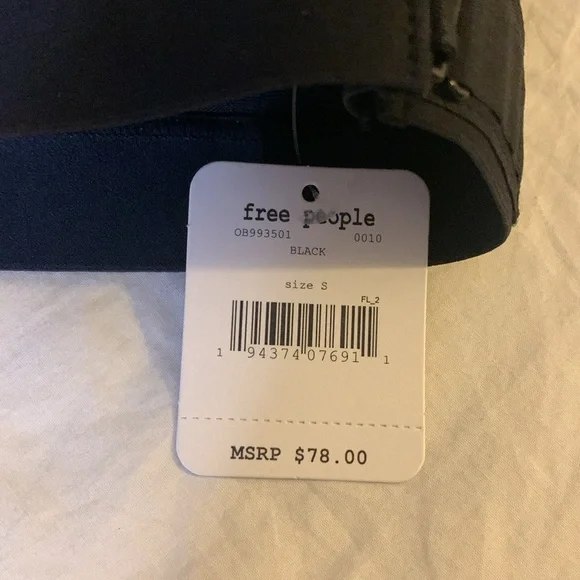 free people
OB993501 0010
BLACK
size S
FL_2
1 94374 07691 1
MSRP $78.00